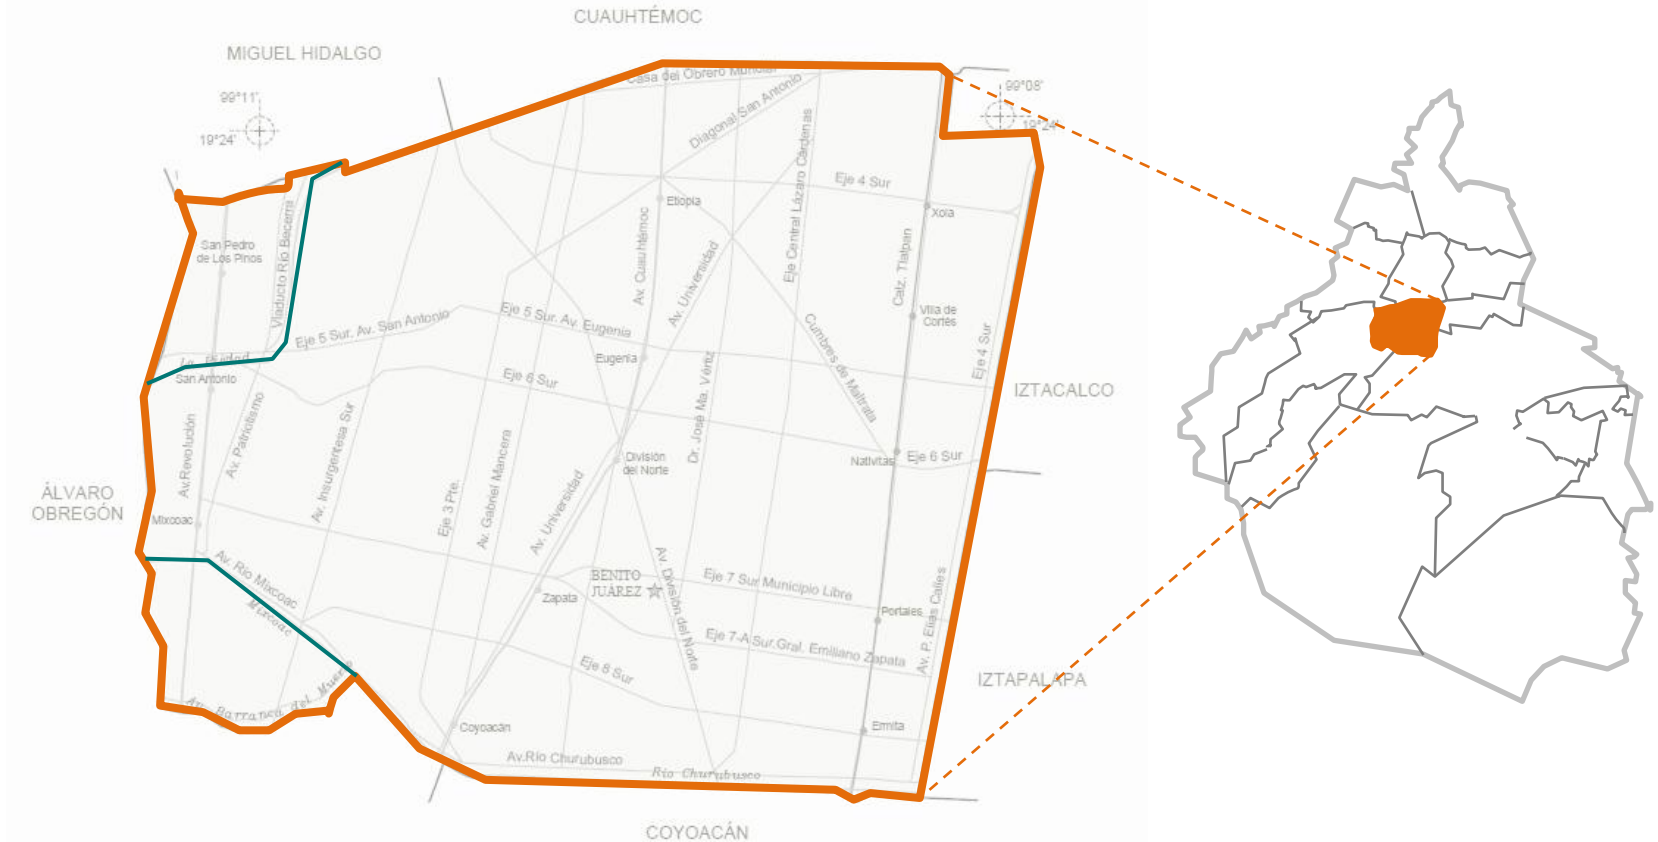 CUAUHTÉMOC
MIGUEL HIDALGO
99°11'
19°24'
99°08'
19°24'
Casa del Obrero Mundial
Diagonal San Antonio
Eje Central Lázaro Cárdenas
Eje 4 Sur
Etiopía
Xola
San Pedro
de Los Pinos
Viaducto Río Becerra
Av. Cuauhtémoc
Av. Universidad
Calz. Tlalpan
Villa de
Cortés
Eje 5 Sur. Av. San Antonio
Eje 5 Sur. Av. Eugenia
Cumbres de Maltrata
Eje 4 Sur
La Piedad
Eugenia
San Antonio
Eje 6 Sur
Dr. José Ma. Vértiz
IZTACALCO
Av. Revolución
Av. Patriotismo
Av. Insurgentesa Sur
Av. Gabriel Mancera
División
del Norte
Nativitas
Eje 6 Sur
ÁLVARO
OBREGÓN
Eje 3 Pte.
Av. Universidad
Mixcoac
Av. Río Mixcoac
Mixcoac
BENITO
JUÁREZ
Av. División del Norte
Eje 7 Sur Municipio Libre
Zapata
Portales
Av. P. Elías Calles
Eje 7-A Sur.Gral. Emiliano Zapata
Eje 8 Sur
IZTAPALAPA
Av. Barranca del Muerto
Coyoacán
Ermita
Av.Río Churubusco
Río Churubusco
COYOACÁN